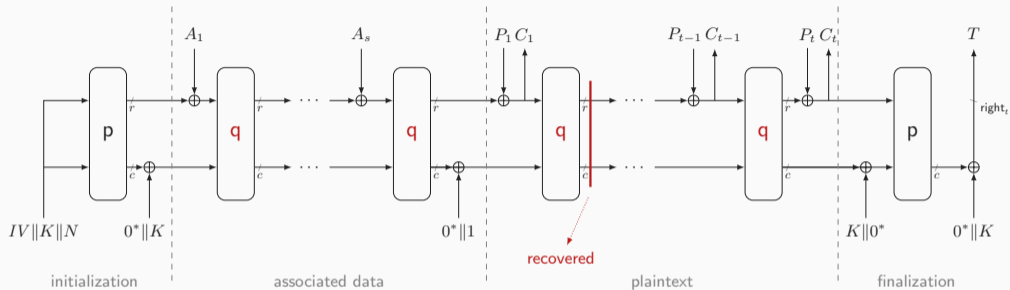 A₁ Aₛ P₁ C₁ Pₜ₋₁ Cₜ₋₁ Pₜ Cₜ T
r r r r r r
rightₜ
p q q q q p
c c c c c c c
IV∥K∥N 0*∥K 0*∥1 K∥0* 0*∥K
recovered
initialization associated data plaintext finalization